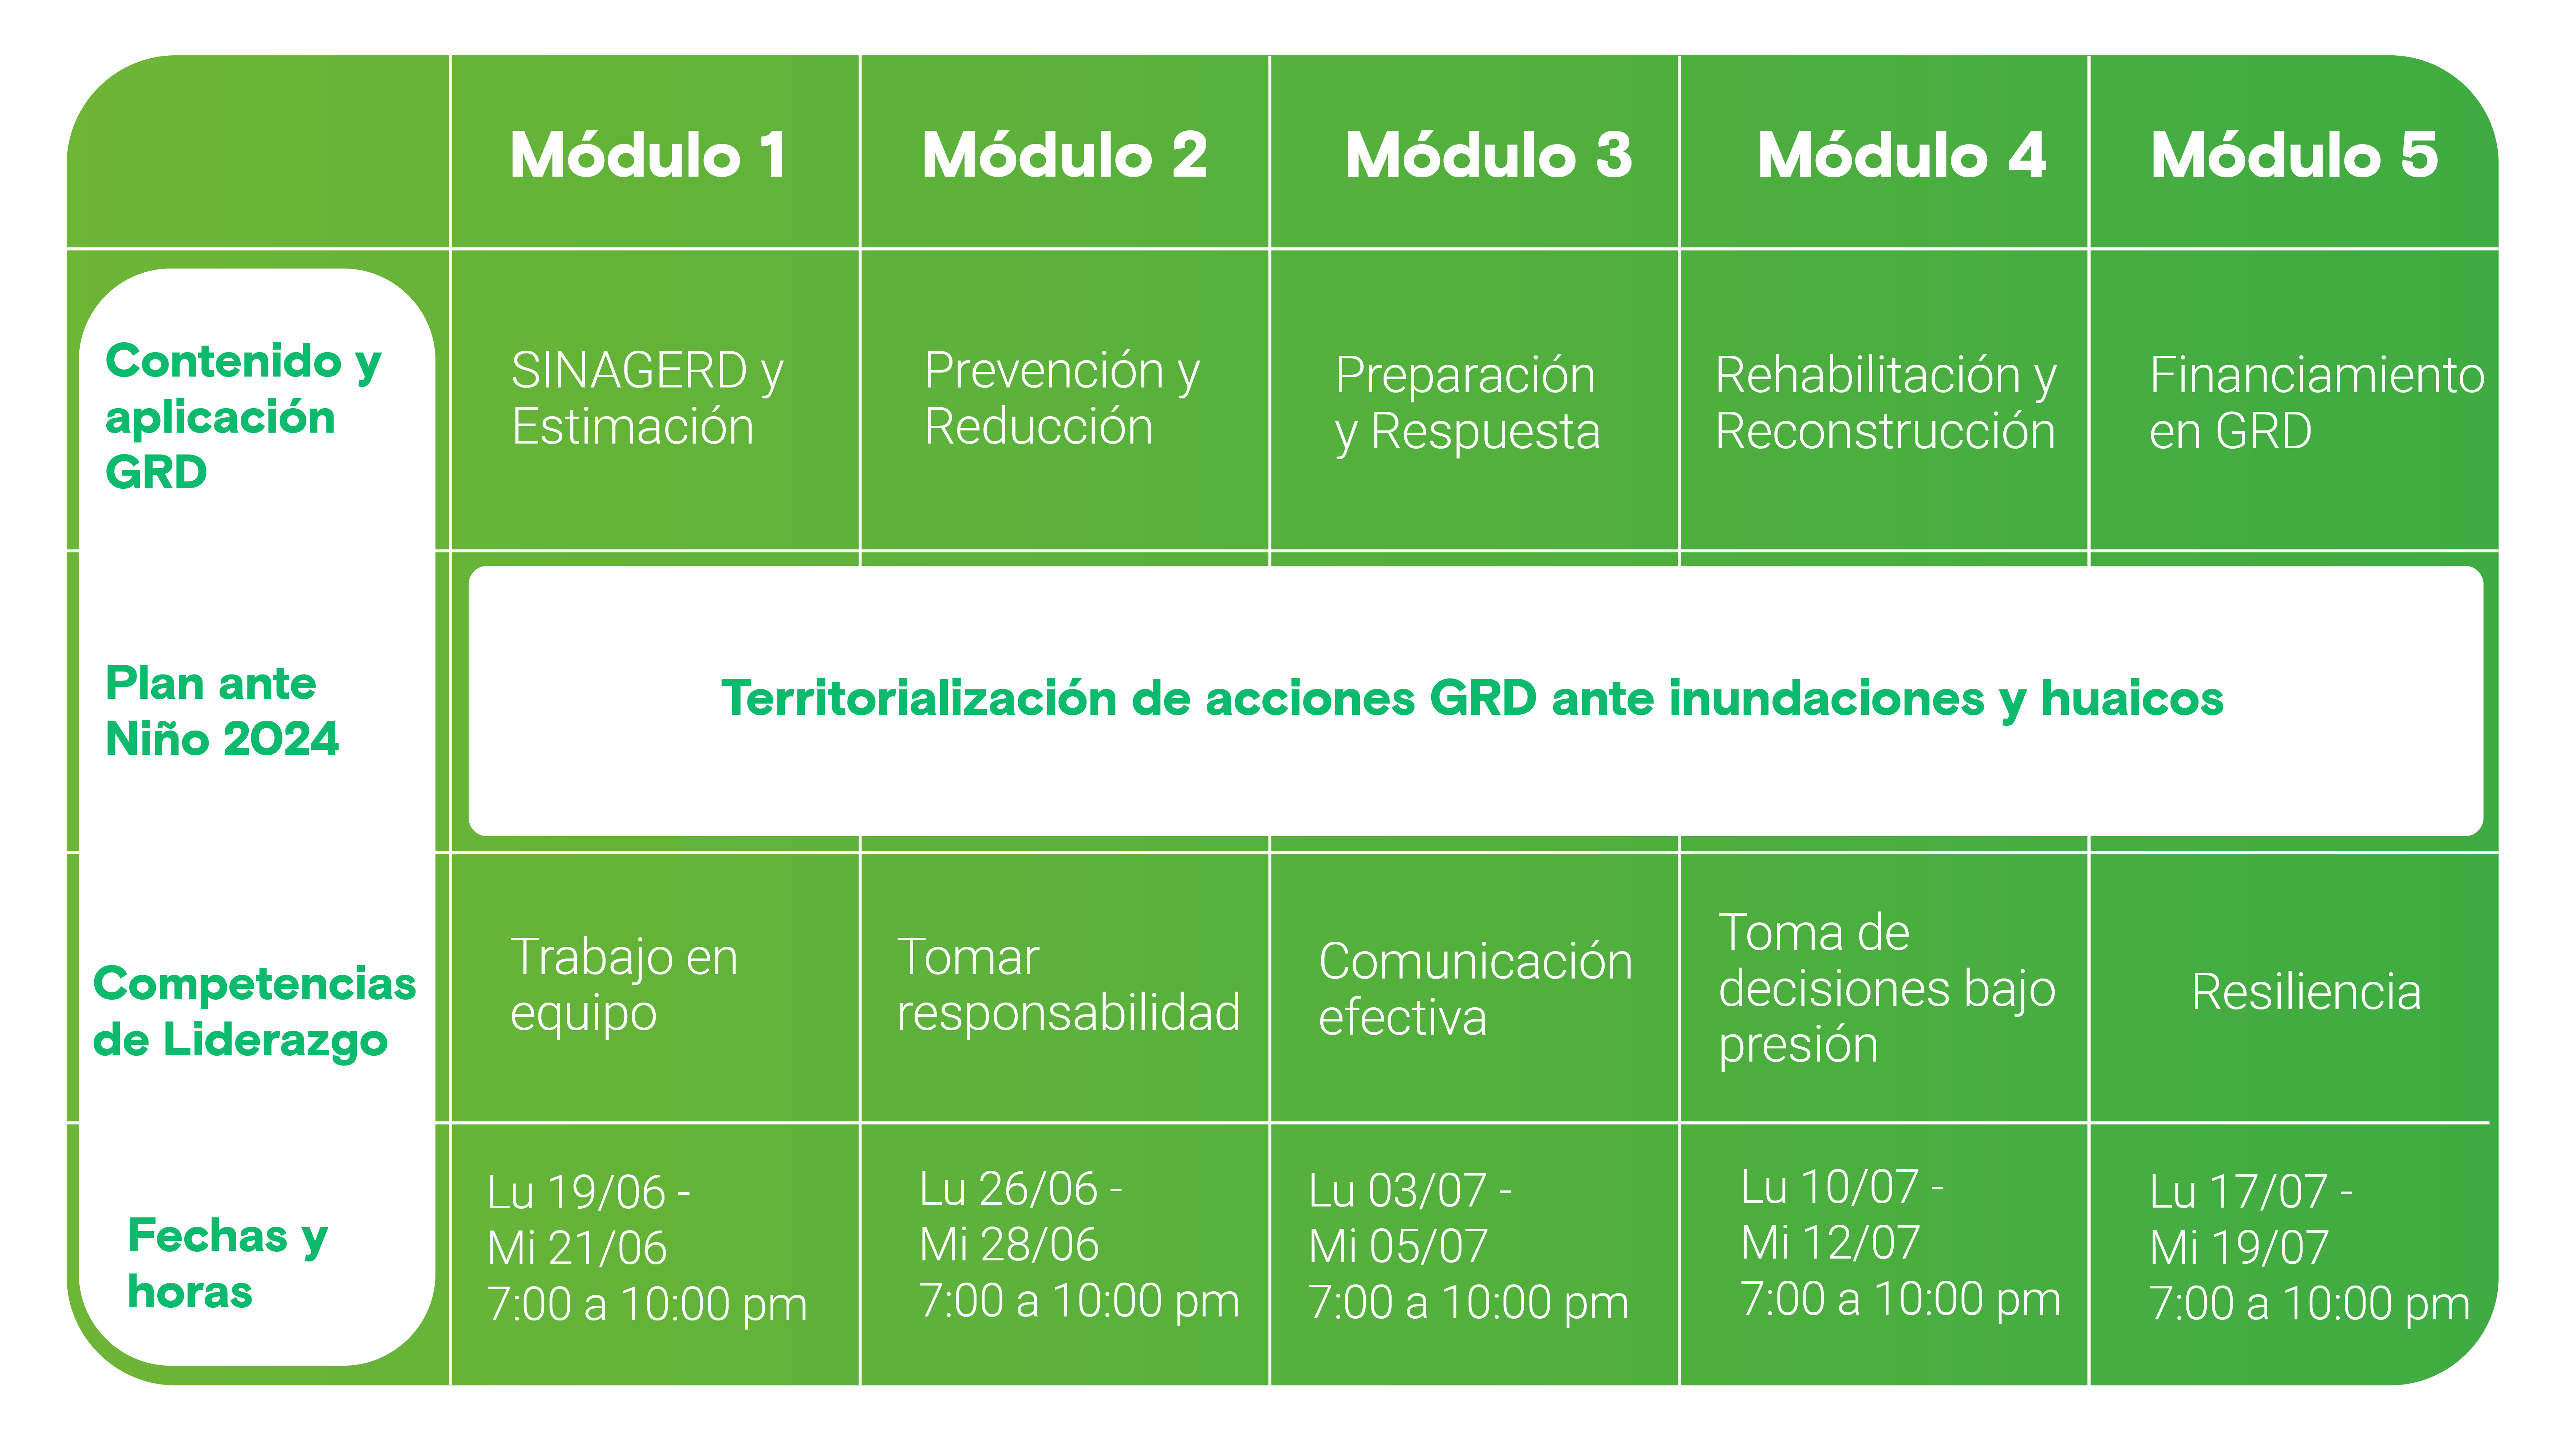 Módulo 1
Módulo 2
Módulo 3
Módulo 4
Módulo 5
Contenido y
aplicación
GRD
SINAGERD y
Estimación
Prevención y
Reducción
Preparación
y Respuesta
Rehabilitación y
Reconstrucción
Financiamiento
en GRD
Plan ante
Niño 2024
Territorialización de acciones GRD ante inundaciones y huaicos
Competencias
de Liderazgo
Trabajo en
equipo
Tomar
responsabilidad
Comunicación
efectiva
Toma de
decisiones bajo
presión
Resiliencia
Fechas y
horas
Lu 19/06 -
Mi 21/06
7:00 a 10:00 pm
Lu 26/06 -
Mi 28/06
7:00 a 10:00 pm
Lu 03/07 -
Mi 05/07
7:00 a 10:00 pm
Lu 10/07 -
Mi 12/07
7:00 a 10:00 pm
Lu 17/07 -
Mi 19/07
7:00 a 10:00 pm